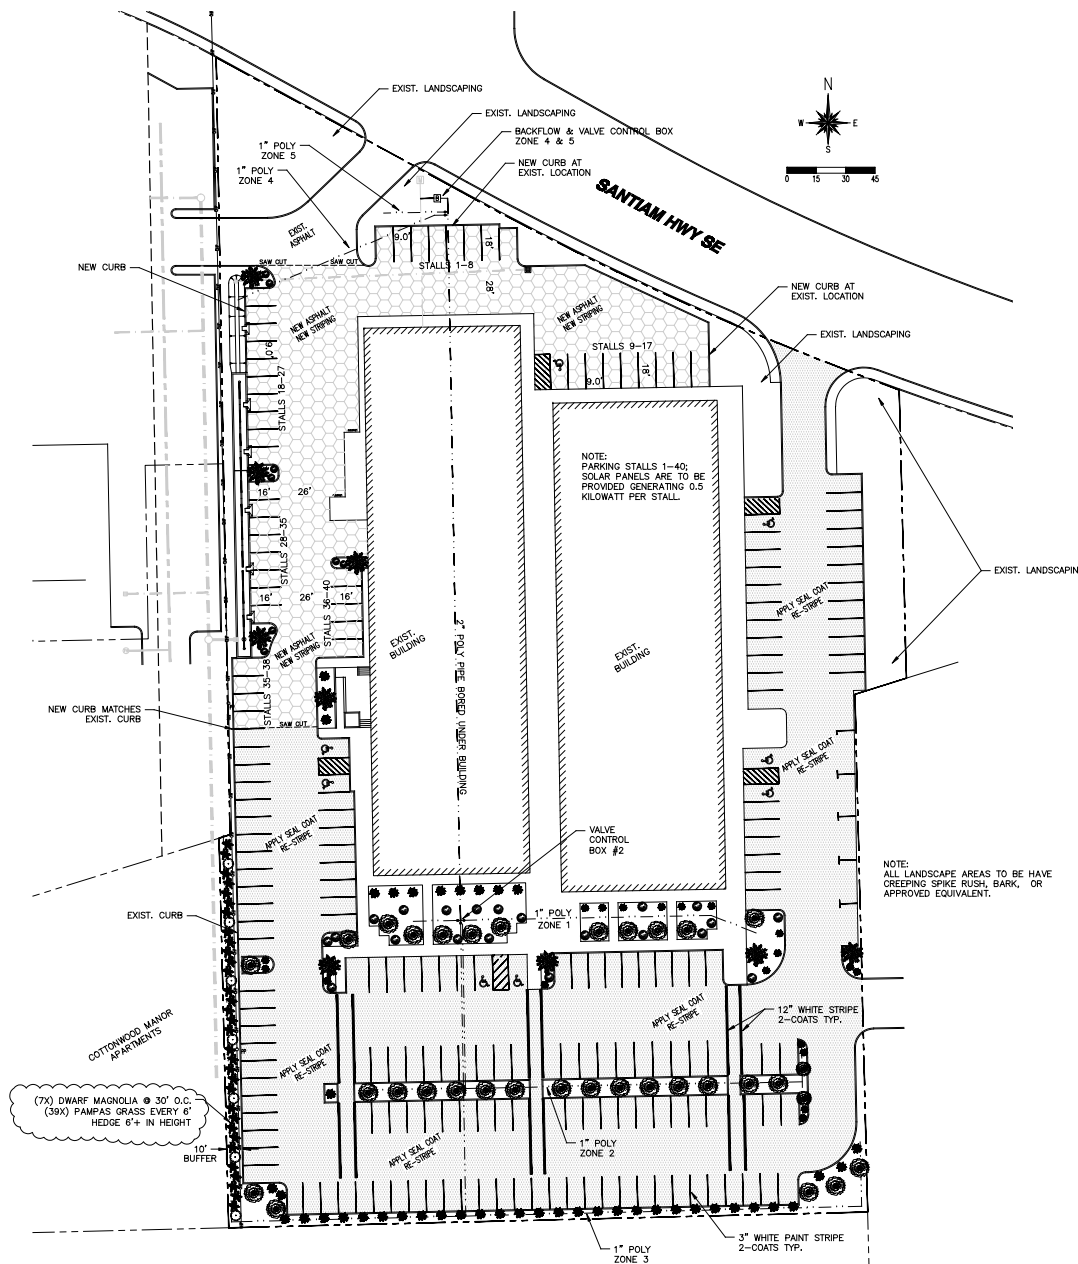 EXIST. LANDSCAPING
EXIST. LANDSCAPING
BACKFLOW & VALVE CONTROL BOX
ZONE 4 & 5
1" POLY
ZONE 5
1" POLY
ZONE 4
NEW CURB AT
EXIST. LOCATION
N
W
E
S
0 15 30 45
SANTIAM HWY SE
EXIST.
ASPHALT
9.0'
18'
STALLS 1-8
28'
SAW CUT
SAW CUT
NEW CURB
NEW ASPHALT
NEW STRIPING
NEW ASPHALT
NEW STRIPING
NEW CURB AT
EXIST. LOCATION
EXIST. LANDSCAPING
STALLS 9-17
18'
9.0'
9.0'
STALLS 18-27
NOTE:
PARKING STALLS 1-40;
SOLAR PANELS ARE TO BE
PROVIDED GENERATING 0.5
KILOWATT PER STALL.
16'
26'
STALLS 28-35
EXIST. LANDSCAPIN
16'
26'
16'
STALLS 36-40
APPLY SEAL COAT
RE-STRIPE
NEW ASPHALT
NEW STRIPING
EXIST.
BUILDING
2" POLY PIPE BORED UNDER BUILDING
EXIST.
BUILDING
STALLS 35-38
NEW CURB MATCHES
EXIST. CURB
SAW CUT
APPLY SEAL COAT
RE-STRIPE
APPLY SEAL COAT
RE-STRIPE
VALVE
CONTROL
BOX #2
NOTE:
ALL LANDSCAPE AREAS TO BE HAVE
CREEPING SPIKE RUSH, BARK, OR
APPROVED EQUIVALENT.
EXIST. CURB
1" POLY
ZONE 1
COTTONWOOD MANOR
APARTMENTS
APPLY SEAL COAT
RE-STRIPE
12" WHITE STRIPE
2-COATS TYP.
APPLY SEAL COAT
RE-STRIPE
(7X) DWARF MAGNOLIA @ 30' O.C.
(39X) PAMPAS GRASS EVERY 6'
HEDGE 6'+ IN HEIGHT
10'
BUFFER
APPLY SEAL COAT
RE-STRIPE
1" POLY
ZONE 2
3" WHITE PAINT STRIPE
2-COATS TYP.
1" POLY
ZONE 3